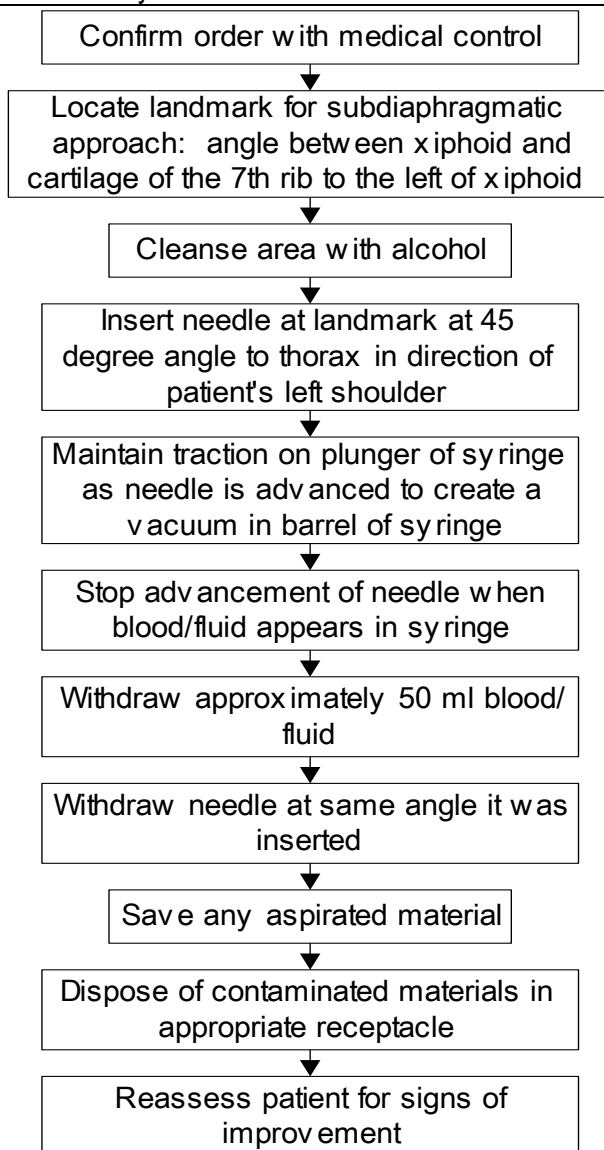 Confirm order with medical control
Locate landmark for subdiaphragmatic
approach: angle between xiphoid and
cartilage of the 7th rib to the left of xiphoid
Cleanse area with alcohol
Insert needle at landmark at 45
degree angle to thorax in direction of
patient's left shoulder
Maintain traction on plunger of syringe
as needle is advanced to create a
vacuum in barrel of syringe
Stop advancement of needle when
blood/fluid appears in syringe
Withdraw approximately 50 ml blood/
fluid
Withdraw needle at same angle it was
inserted
Save any aspirated material
Dispose of contaminated materials in
appropriate receptacle
Reassess patient for signs of
improvement